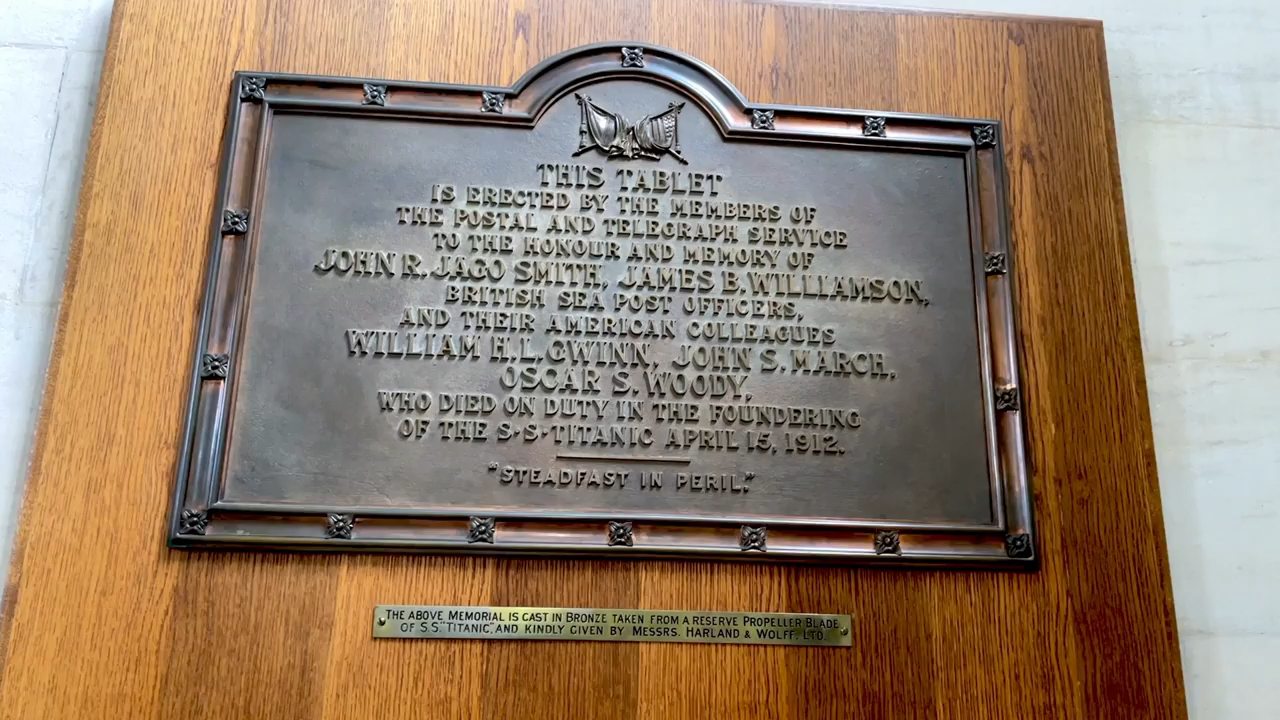 THIS TABLET
IS ERECTED BY THE MEMBERS OF
THE POSTAL AND TELEGRAPH SERVICE
TO THE HONOUR AND MEMORY OF
JOHN R. JAGO SMITH, JAMES B. WILLIAMSON,
BRITISH SEA POST OFFICERS,
AND THEIR AMERICAN COLLEAGUES
WILLIAM H. L. GWINN, JOHN S. MARCH,
OSCAR S. WOODY,
WHO DIED ON DUTY IN THE FOUNDERING
OF THE S·S·TITANIC APRIL 15, 1912.
"STEADFAST IN PERIL."
THE ABOVE MEMORIAL IS CAST IN BRONZE TAKEN FROM A RESERVE PROPELLER BLADE
OF S.S. "TITANIC", AND KINDLY GIVEN BY MESSRS. HARLAND & WOLFF, LTD.